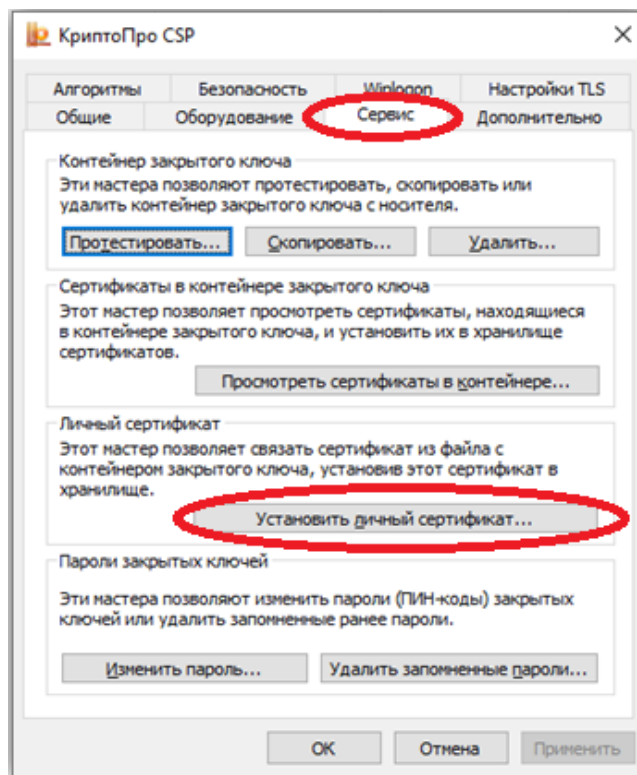 КриптоПро CSP
Алгоритмы Безопасность Winlogon Настройки TLS
Общие Оборудование Сервис Дополнительно
Контейнер закрытого ключа
Эти мастера позволяют протестировать, скопировать или
удалить контейнер закрытого ключа с носителя.
Протестировать... Скопировать... Удалить...
Сертификаты в контейнере закрытого ключа
Этот мастер позволяет просмотреть сертификаты, находящиеся
в контейнере закрытого ключа, и установить их в хранилище
сертификатов.
Просмотреть сертификаты в контейнере...
Личный сертификат
Этот мастер позволяет связать сертификат из файла с
контейнером закрытого ключа, установив этот сертификат в
хранилище.
Установить личный сертификат...
Пароли закрытых ключей
Эти мастера позволяют изменить пароли (ПИН-коды) закрытых
ключей или удалить запомненные ранее пароли.
Изменить пароль... Удалить запомненные пароли...
ОК Отмена Применить